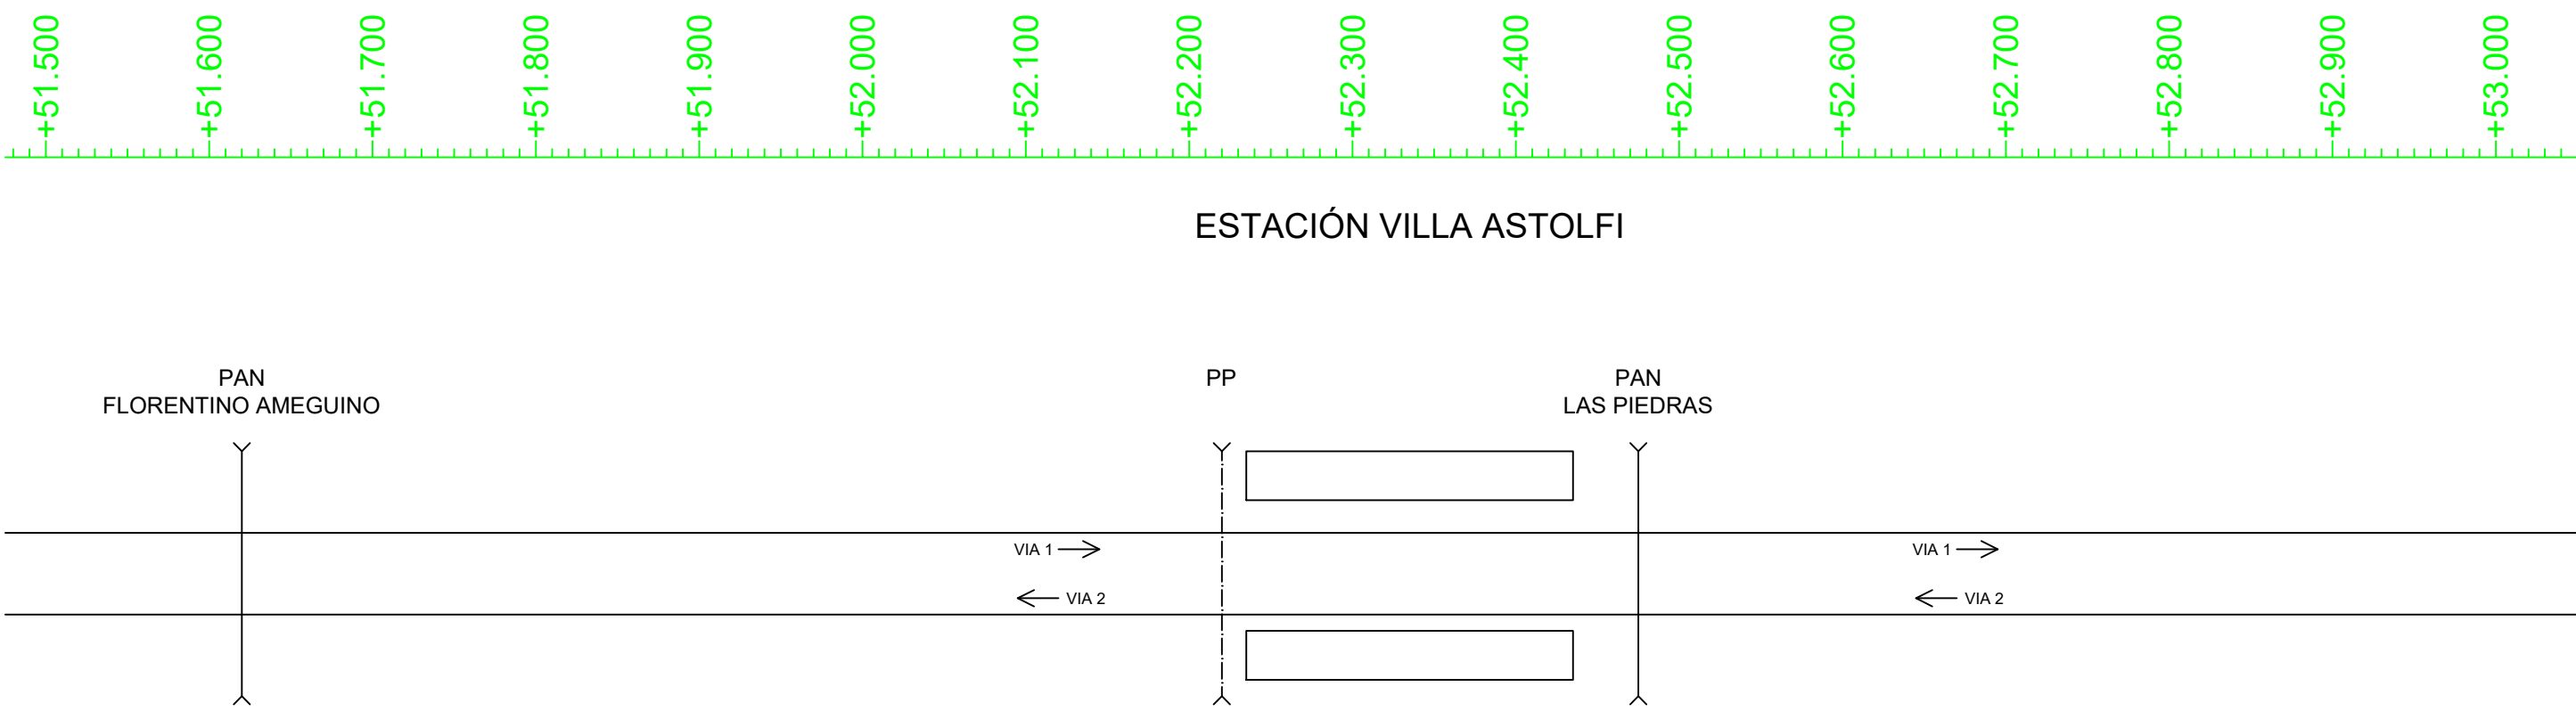 +51.500
+51.600
+51.700
+51.800
+51.900
+52.000
+52.100
+52.200
+52.300
+52.400
+52.500
+52.600
+52.700
+52.800
+52.900
+53.000
ESTACIÓN VILLA ASTOLFI
PAN
FLORENTINO AMEGUINO
PP
PAN
LAS PIEDRAS
VIA 1
VIA 1
VIA 2
VIA 2